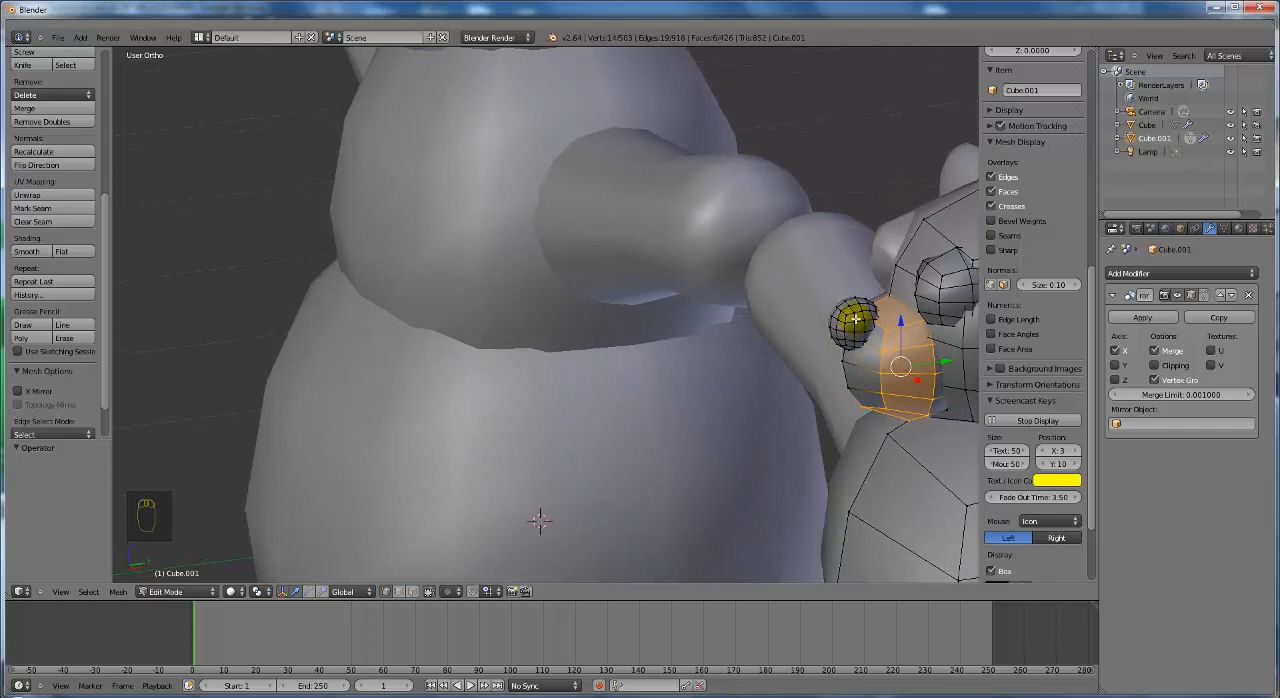 Blender
File Add Render Window Help Default Scene Blender Render v2.64 | Verts:14/503 | Edges:19/918 | Faces:6/426 | Tris:852 | Cube.001
Screw
Knife Select
Remove:
Delete
Merge
Remove Doubles
Normals:
Recalculate
Flip Direction
UV Mapping:
Unwrap
Mark Seam
Clear Seam
Shading:
Smooth Flat
Repeat:
Repeat Last
History...
Grease Pencil:
Draw Line
Poly Erase
Use Sketching Sessio
Mesh Options
X Mirror
Topology Mirror
Edge Select Mode:
Select
Operator
User Ortho
(1) Cube.001
Z: 0.0000
Item
Cube.001
Display
Motion Tracking
Mesh Display
Overlays:
Edges
Faces
Creases
Bevel Weights
Seams
Sharp
Normals:
Size: 0.10
Numerics:
Edge Length
Face Angles
Face Area
Background Images
Transform Orientations
Screencast Keys
Stop Display
Size: Position:
Text: 50 X: 3
Mou: 50 Y: 10
Text / Icon Co
Fade Out Time: 3.50
Mouse: Icon
Left Right
Display:
Box
View Search All Scenes
Scene
RenderLayers
World
Camera
Cube
Cube.001
Lamp
Cube.001
Add Modifier
ror
Apply Copy
Axis: Options: Textures:
X Merge U
Y Clipping V
Z Vertex Gro
Merge Limit: 0.001000
Mirror Object:
View Select Mesh Edit Mode Global
-50 -40 -30 -20 -10 0 10 20 30 40 50 60 70 80 90 100 110 120 130 140 150 160 170 180 190 200 210 220 230 240 250 260 270 280
View Marker Frame Playback Start: 1 End: 250 1 No Sync